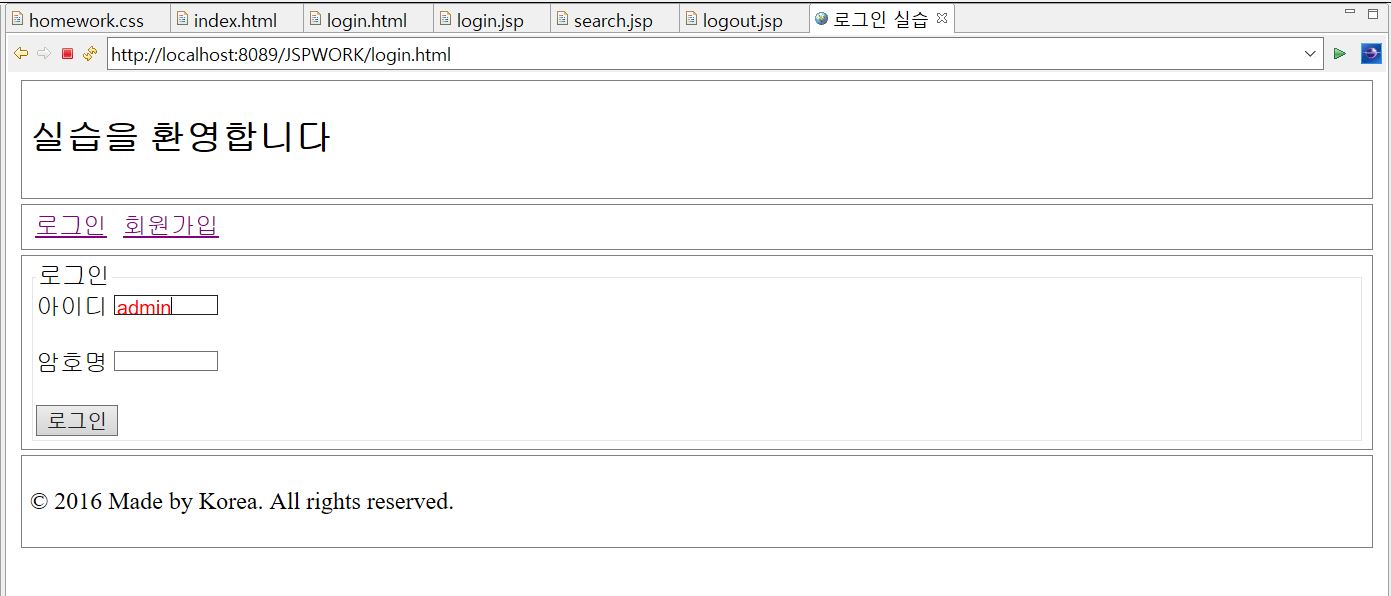 homework.css index.html login.html login.jsp search.jsp logout.jsp 로그인 실습
http://localhost:8089/JSPWORK/login.html
실습을 환영합니다
로그인 회원가입
로그인
아이디 admin
암호명
로그인
© 2016 Made by Korea. All rights reserved.